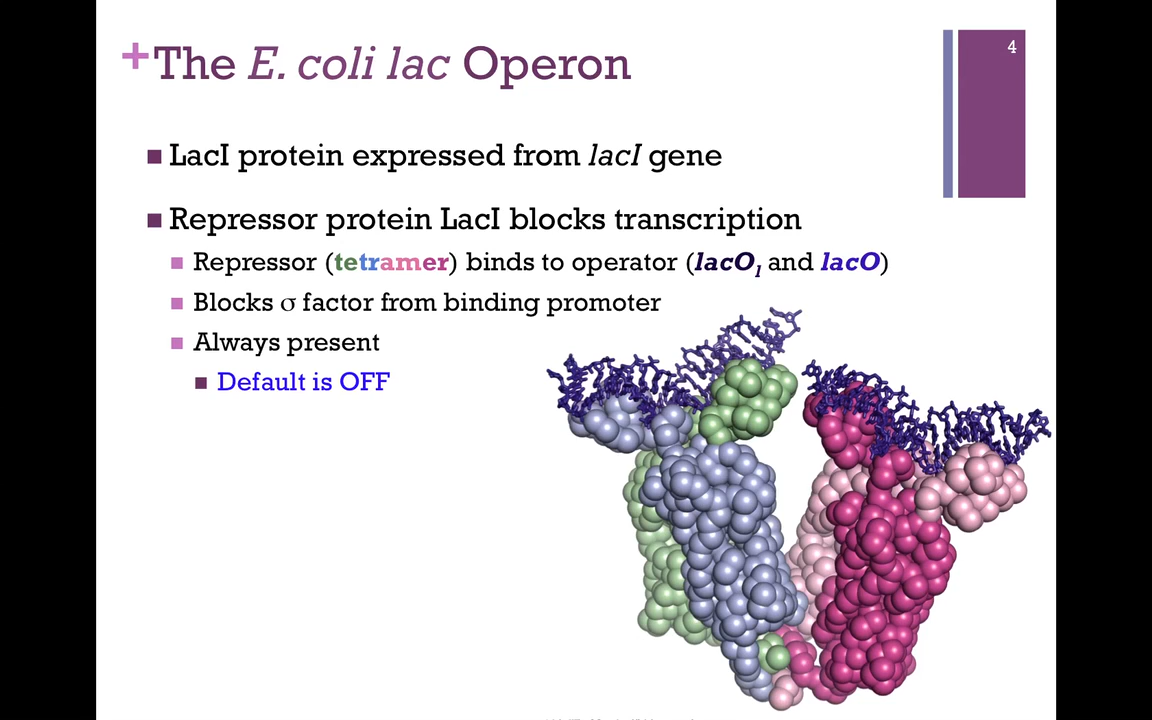 4
+The E. coli lac Operon
LacI protein expressed from lacI gene
Repressor protein LacI blocks transcription
Repressor (tetramer) binds to operator (lacOI and lacO)
Blocks σ factor from binding promoter
Always present
Default is OFF